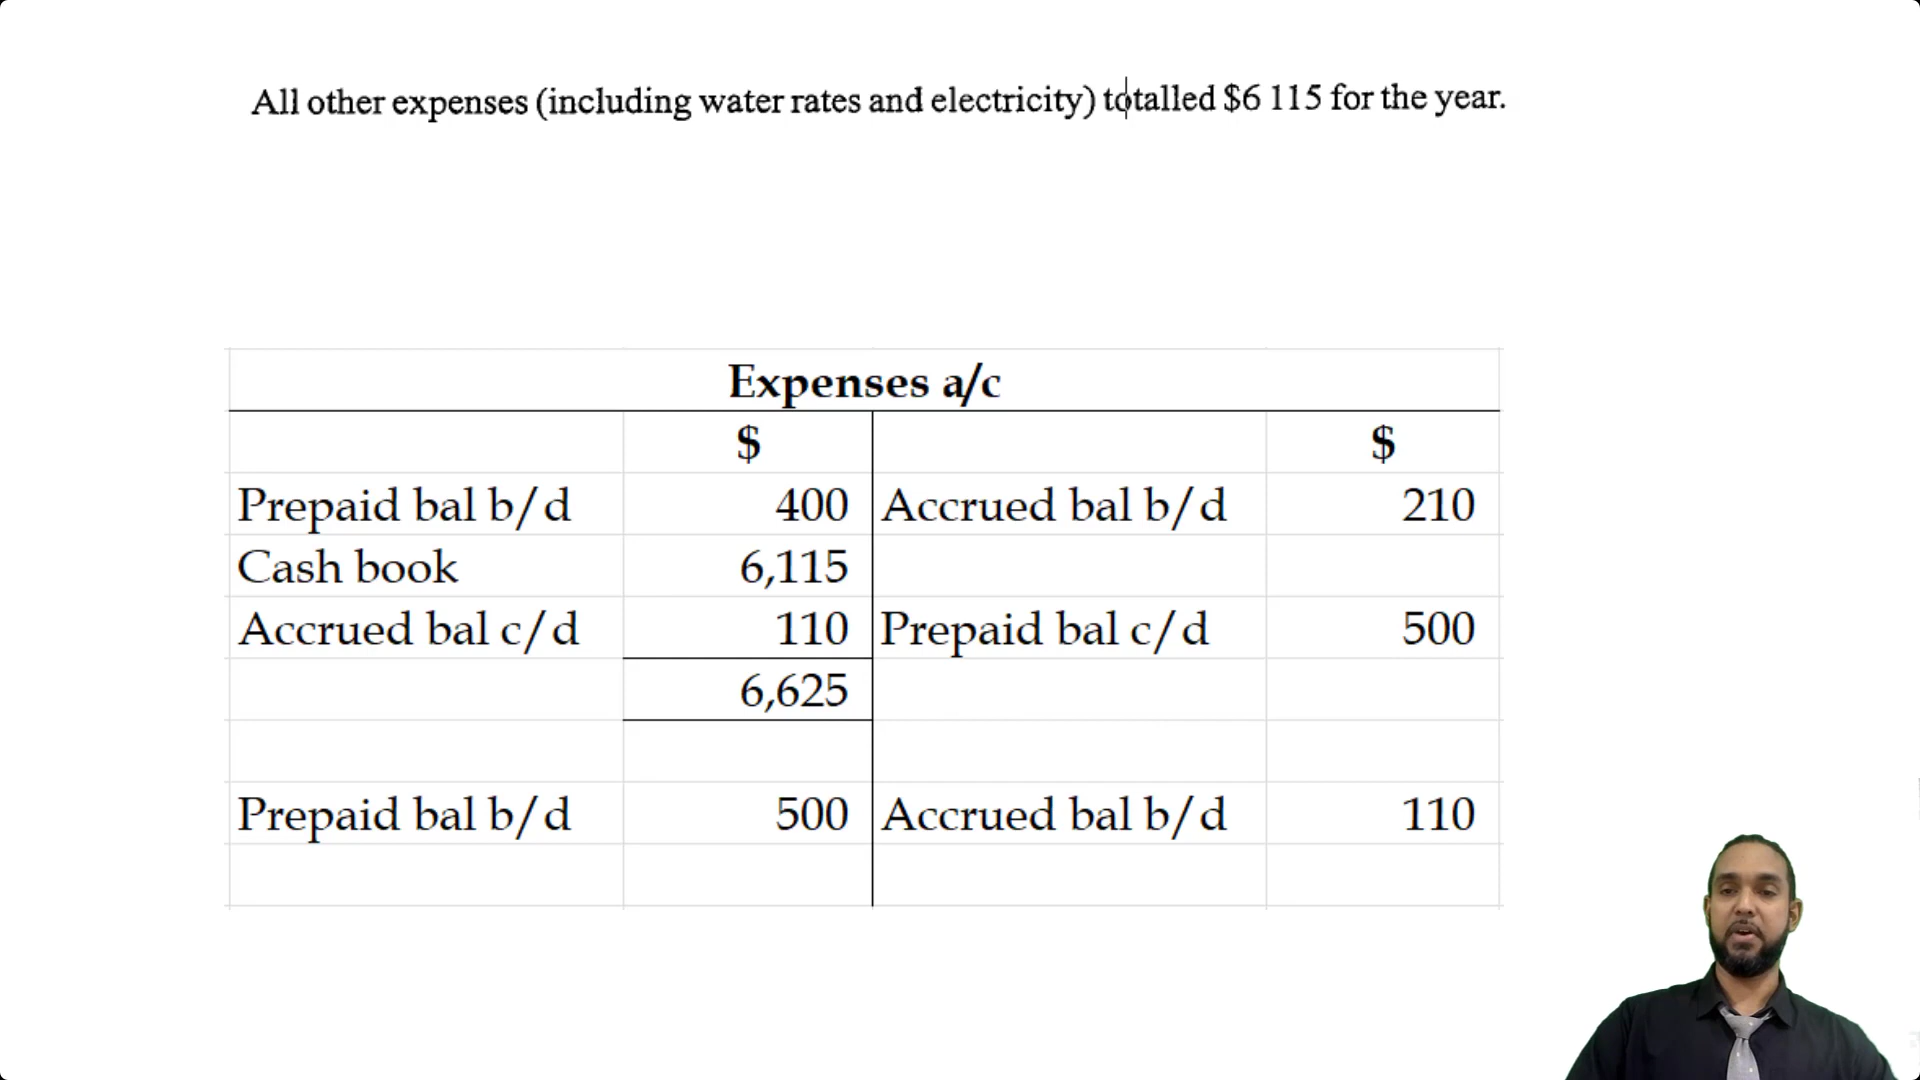 All other expenses (including water rates and electricity) totalled $6 115 for the year.
Expenses a/c
$ $
Prepaid bal b/d 400 Accrued bal b/d 210
Cash book 6,115
Accrued bal c/d 110 Prepaid bal c/d 500
6,625
Prepaid bal b/d 500 Accrued bal b/d 110